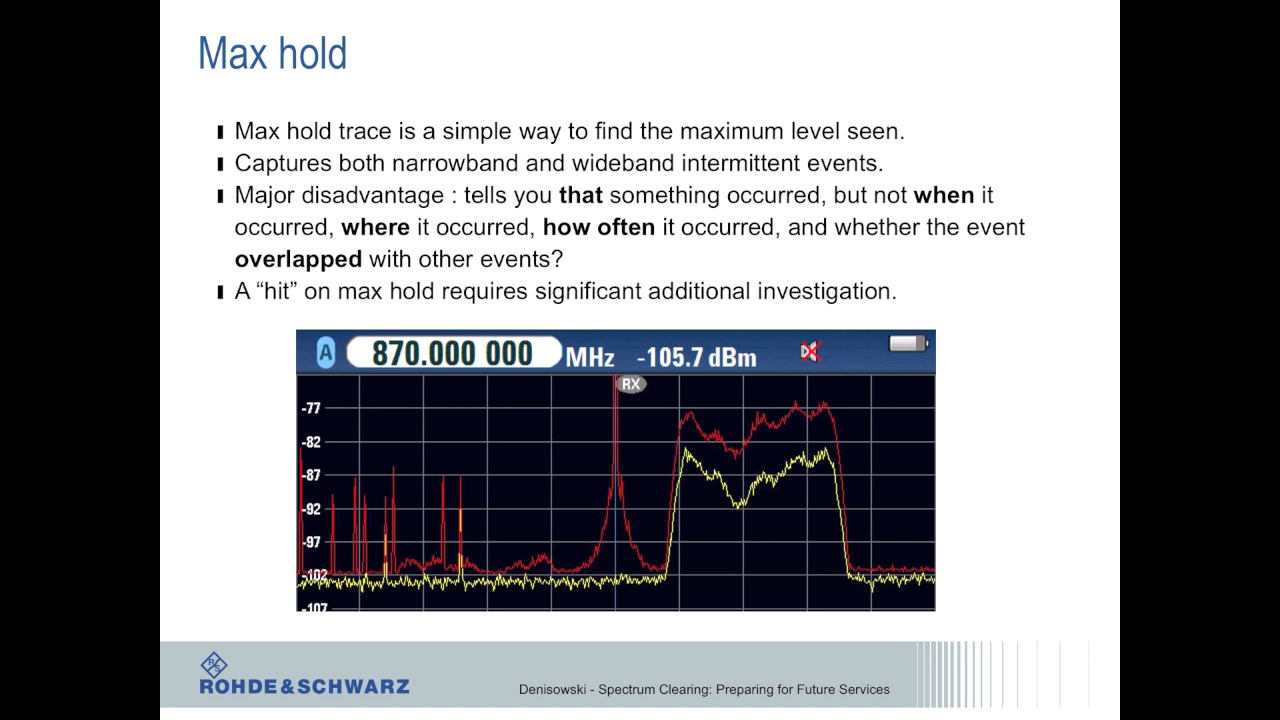 Max hold
Max hold trace is a simple way to find the maximum level seen.
Captures both narrowband and wideband intermittent events.
Major disadvantage : tells you that something occurred, but not when it
occurred, where it occurred, how often it occurred, and whether the event
overlapped with other events?
A “hit” on max hold requires significant additional investigation.
A 870.000 000 MHz -105.7 dBm
RX
-77
-82
-87
-92
-97
-102
-107
R S
ROHDE & SCHWARZ
Denisowski - Spectrum Clearing: Preparing for Future Services